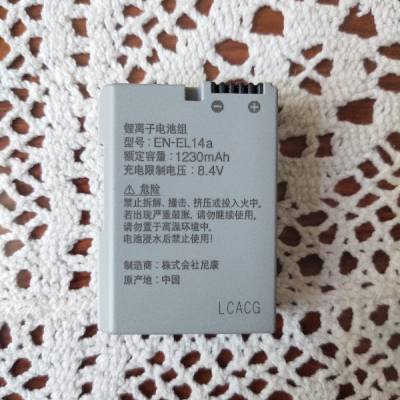 − +
锂离子电池组
型号：EN-EL14a
额定容量：1230mAh
充电限制电压：8.4V
⚠ 危险
禁止拆解、撞击、挤压或投入火中。
若出现严重鼓胀、请勿继续使用。
请勿置于高温环境中。
电池浸水后禁止使用！
制造商：株式会社尼康
原产地：中国
LCACG